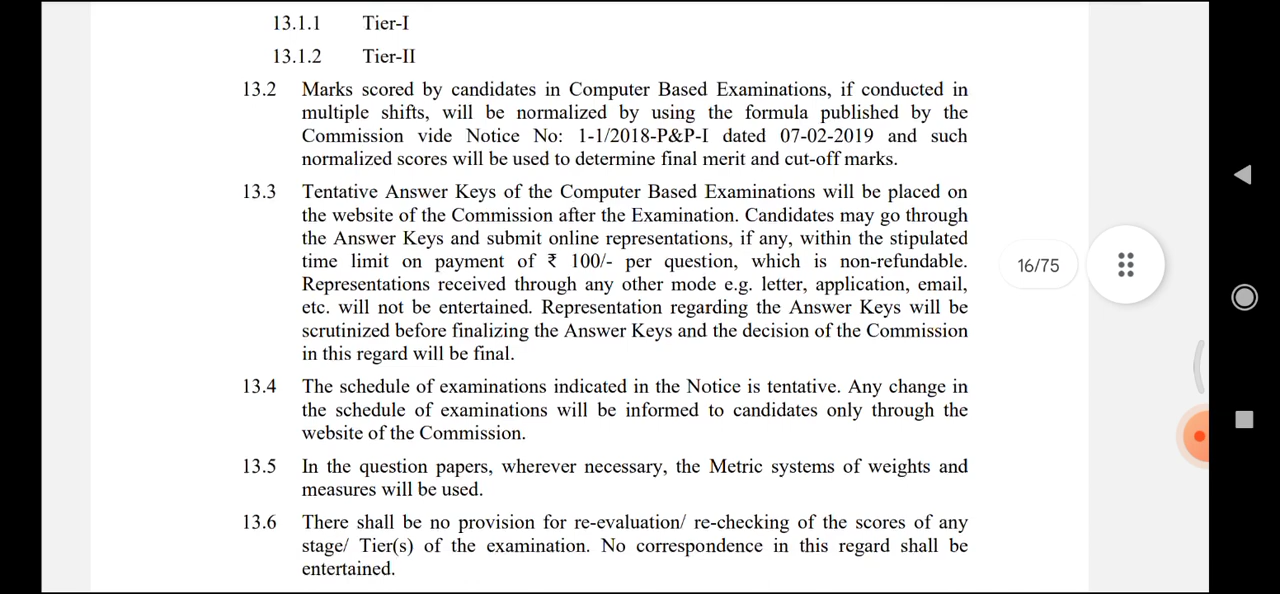 13.1.1 Tier-I
13.1.2 Tier-II
13.2 Marks scored by candidates in Computer Based Examinations, if conducted in
multiple shifts, will be normalized by using the formula published by the
Commission vide Notice No: 1-1/2018-P&P-I dated 07-02-2019 and such
normalized scores will be used to determine final merit and cut-off marks.
13.3 Tentative Answer Keys of the Computer Based Examinations will be placed on
the website of the Commission after the Examination. Candidates may go through
the Answer Keys and submit online representations, if any, within the stipulated
time limit on payment of ₹ 100/- per question, which is non-refundable.
Representations received through any other mode e.g. letter, application, email,
etc. will not be entertained. Representation regarding the Answer Keys will be
scrutinized before finalizing the Answer Keys and the decision of the Commission
in this regard will be final.
13.4 The schedule of examinations indicated in the Notice is tentative. Any change in
the schedule of examinations will be informed to candidates only through the
website of the Commission.
13.5 In the question papers, wherever necessary, the Metric systems of weights and
measures will be used.
13.6 There shall be no provision for re-evaluation/ re-checking of the scores of any
stage/ Tier(s) of the examination. No correspondence in this regard shall be
entertained.
16/75